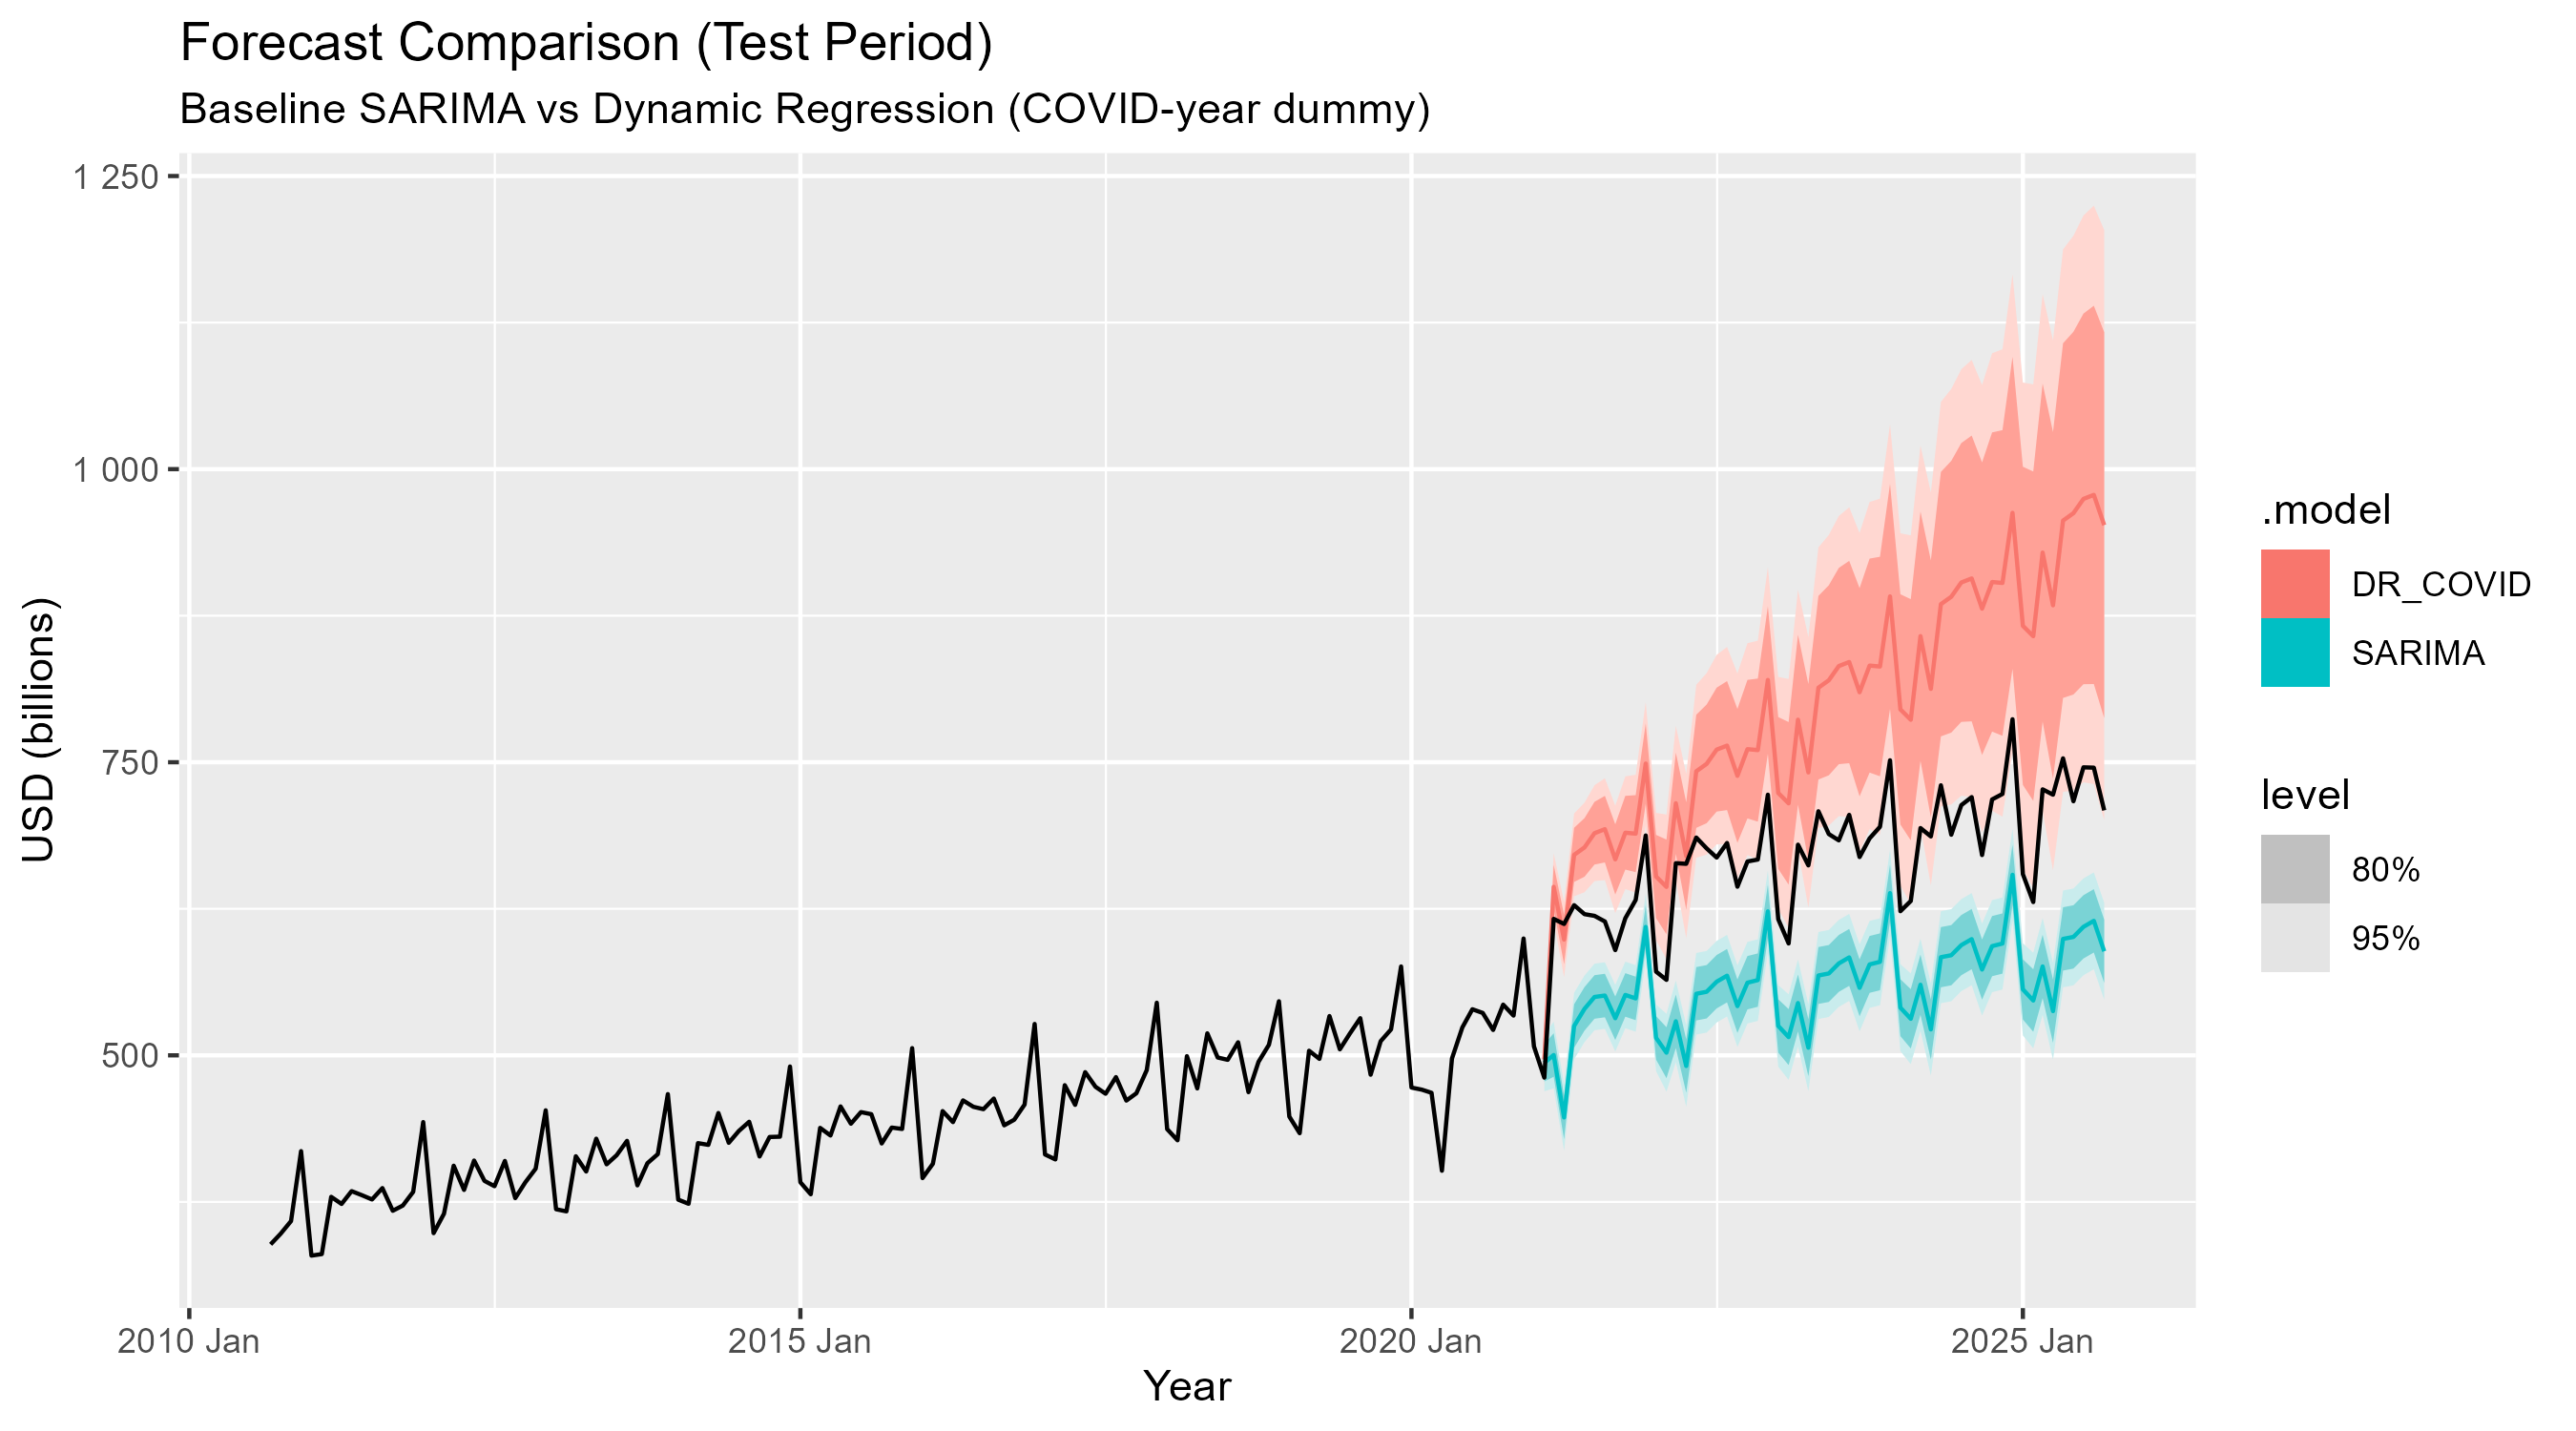 Forecast Comparison (Test Period)
Baseline SARIMA vs Dynamic Regression (COVID-year dummy)
USD (billions)
1 250
1 000
750
500
2010 Jan
2015 Jan
2020 Jan
2025 Jan
Year
.model
DR_COVID
SARIMA
level
80%
95%